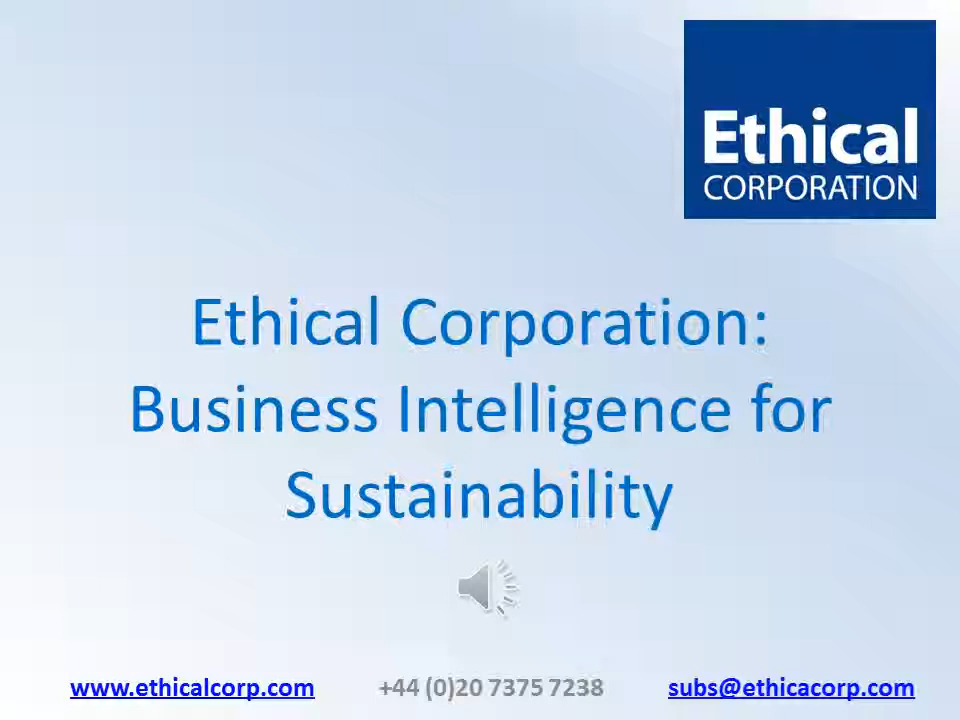 Ethical
CORPORATION
Ethical Corporation:
Business Intelligence for
Sustainability
www.ethicalcorp.com +44 (0)20 7375 7238 subs@ethicacorp.com